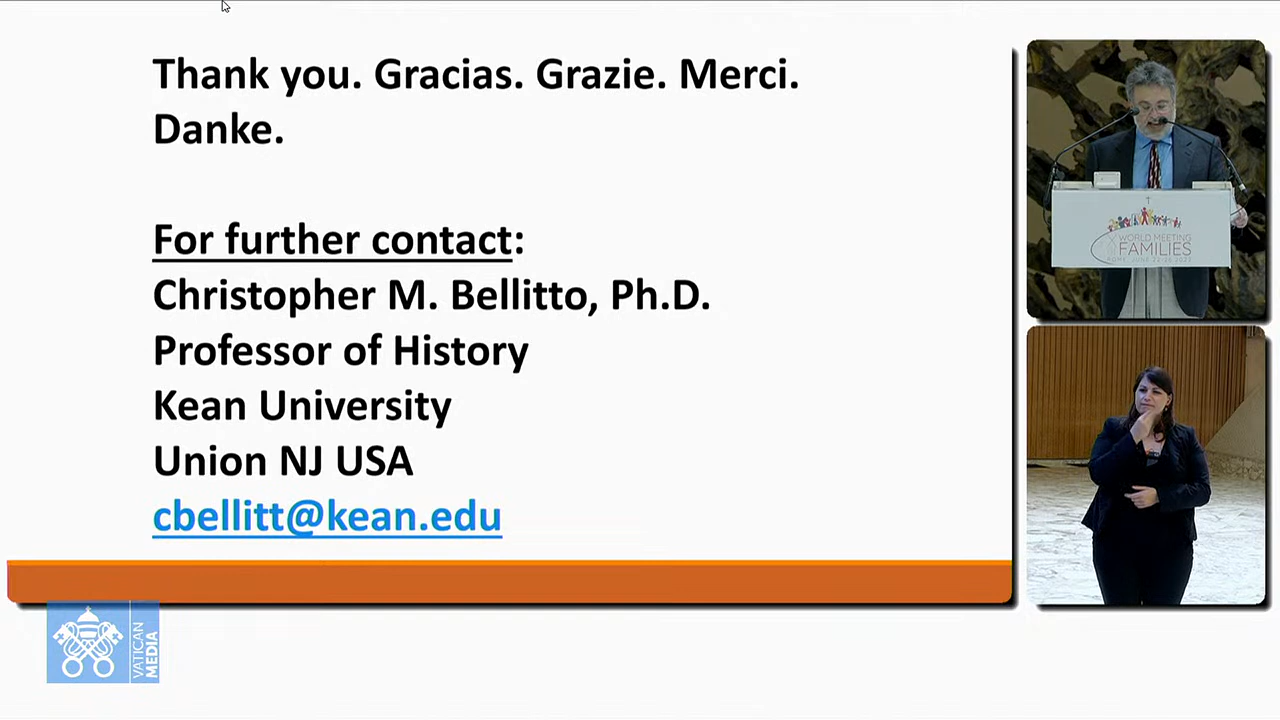 Thank you. Gracias. Grazie. Merci.
Danke.
For further contact:
Christopher M. Bellitto, Ph.D.
Professor of History
Kean University
Union NJ USA
cbellitt@kean.edu
WORLD MEETING
FAMILIES
VATICAN
MEDIA